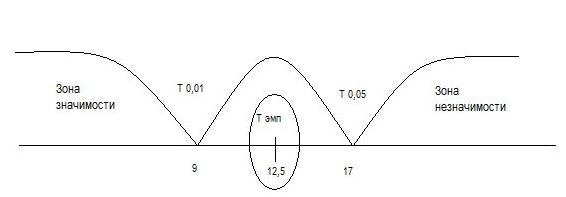 Зона
значимости
Т 0,01
Т эмп
Т 0,05
Зона
незначимости
9
12,5
17